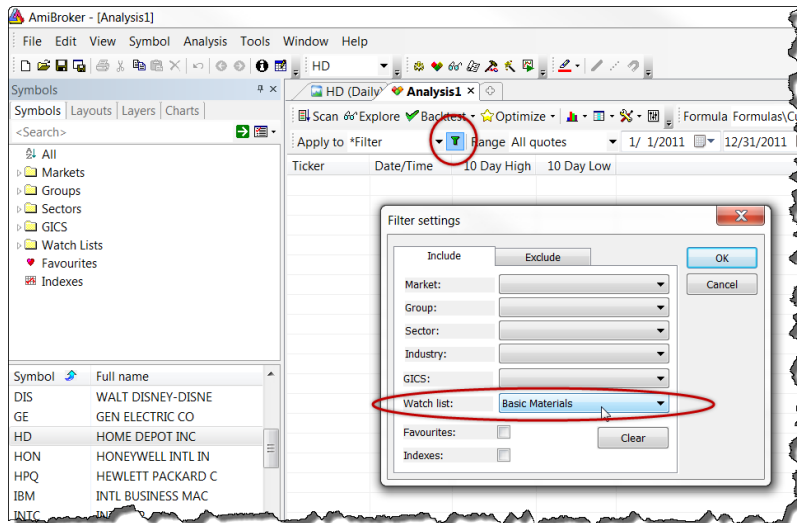 AmiBroker - [Analysis1]
File Edit View Symbol Analysis Tools Window Help
HD
Symbols
HD (Daily) Analysis1
Symbols Layouts Layers Charts
Scan Explore Backtest Optimize Formula Formulas\Cu
<Search>
Apply to *Filter Range All quotes 1/ 1/2011 12/31/2011
All
Ticker Date/Time 10 Day High 10 Day Low
Markets
Groups
Sectors
GICS
Watch Lists
Favourites
Indexes
Filter settings
Include Exclude
OK
Market:
Cancel
Group:
Sector:
Industry:
GICS:
Watch list: Basic Materials
Favourites:
Clear
Indexes:
Symbol Full name
DIS WALT DISNEY-DISNE
GE GEN ELECTRIC CO
HD HOME DEPOT INC
HON HONEYWELL INTL IN
HPQ HEWLETT PACKARD C
IBM INTL BUSINESS MAC
INTC